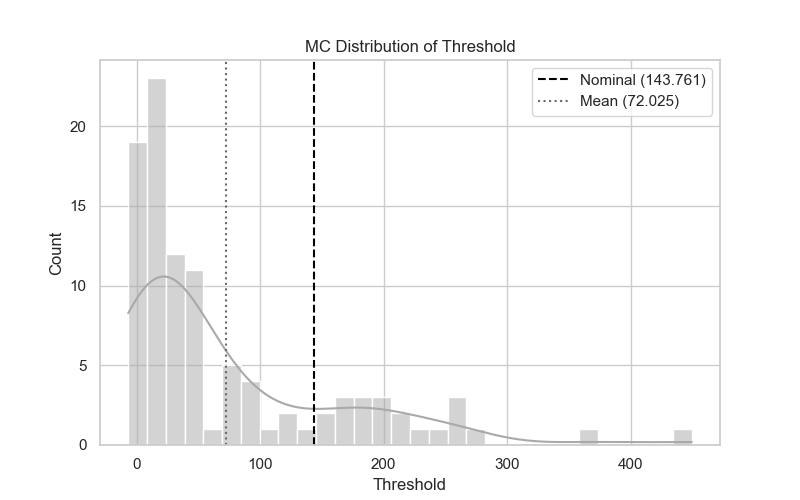 MC Distribution of Threshold
Nominal (143.761)
Mean (72.025)
Count
20
15
10
5
0
0 100 200 300 400
Threshold